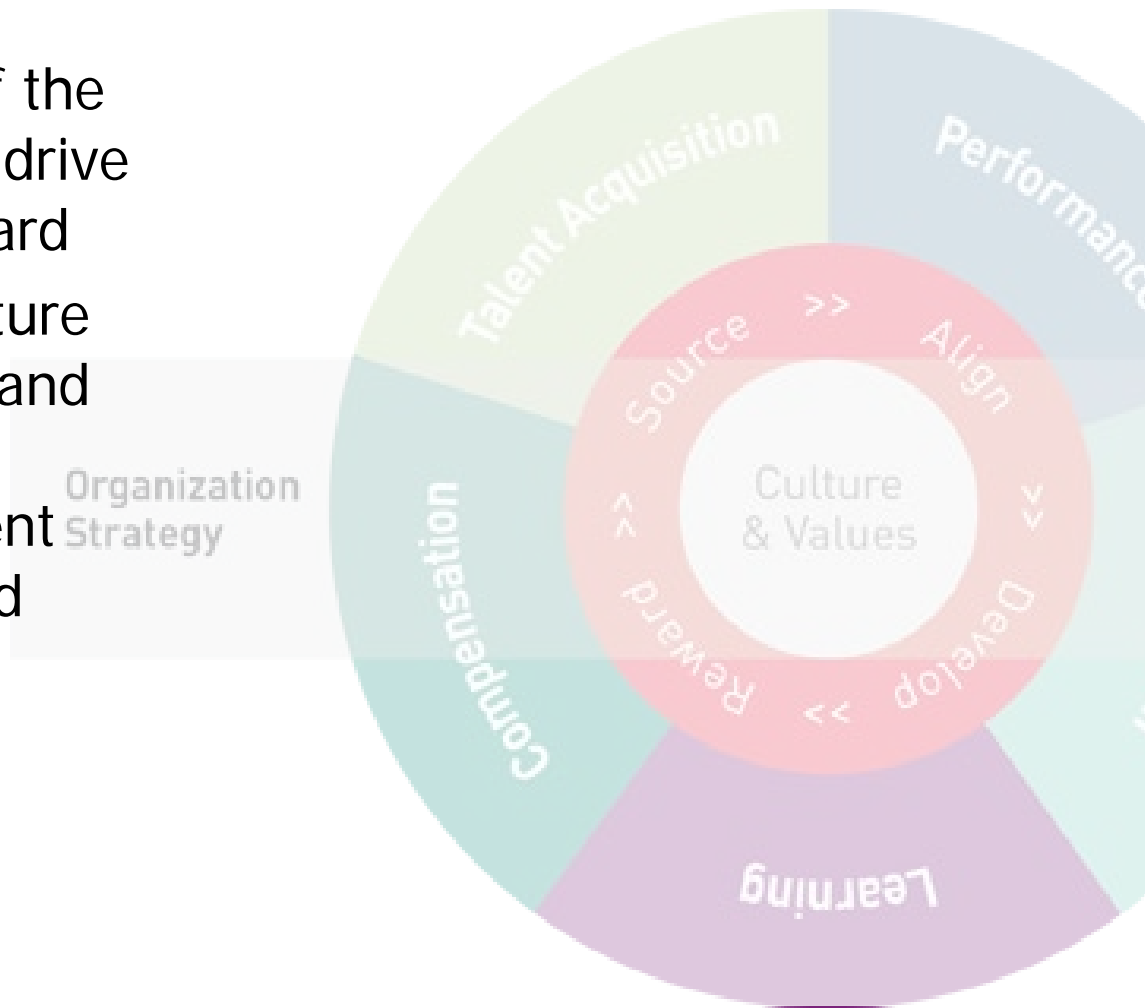 the
drive
ard
ture
and
ent
d
Organization
Strategy
Talent Acquisition
Performance
Compensation
Learning
Source
>>
Align
>>
Develop
>>
Reward
>>
Culture
& Values